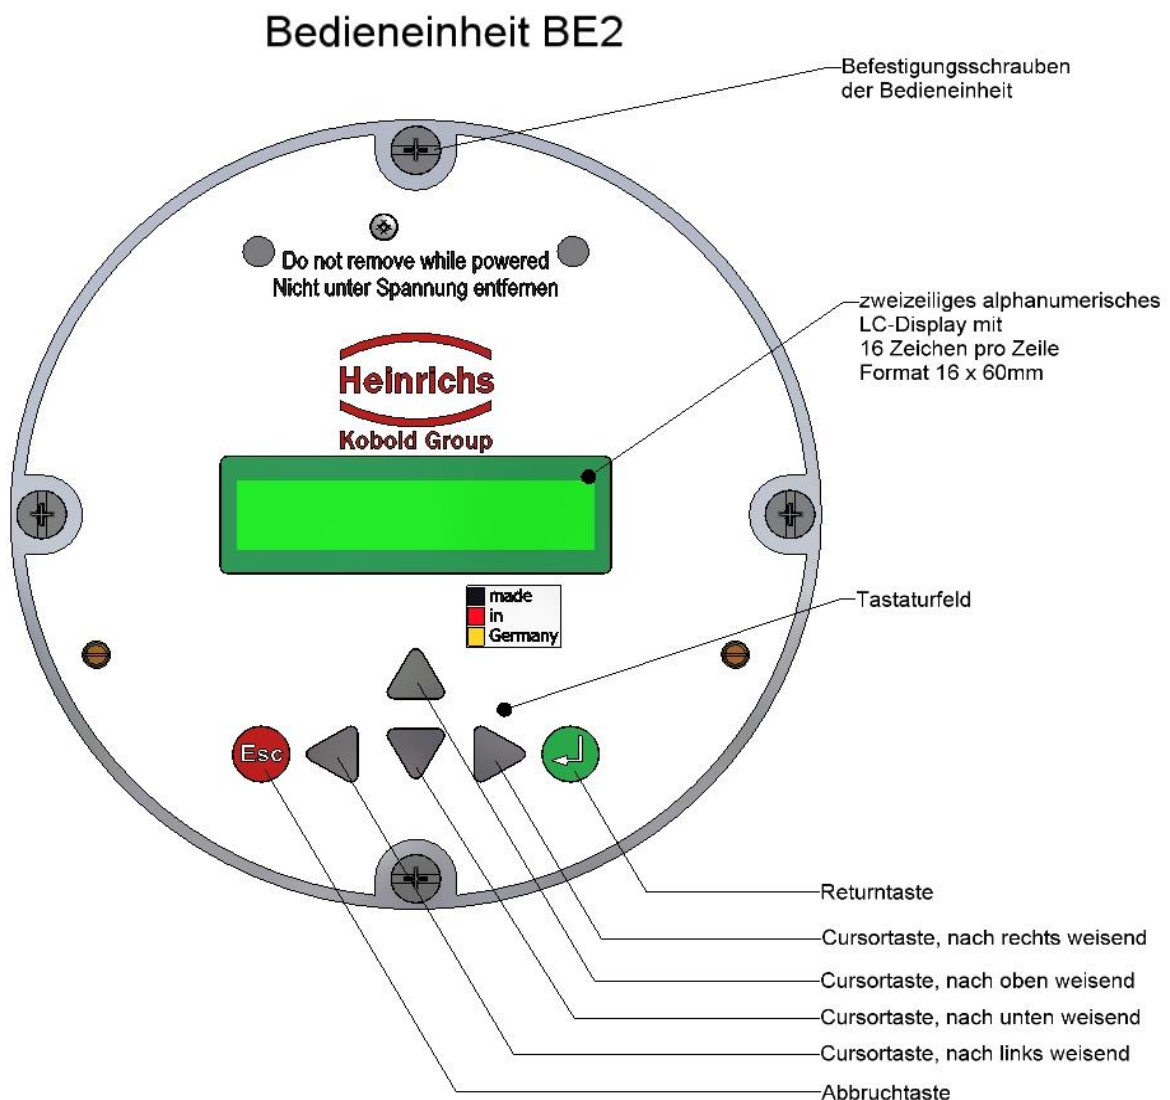 Bedieneinheit BE2
Befestigungsschrauben
der Bedieneinheit
Do not remove while powered
Nicht unter Spannung entfernen
zweizeiliges alphanumerisches
LC-Display mit
16 Zeichen pro Zeile
Format 16 x 60mm
Heinrichs
Kobold Group
made
in
Germany
Tastaturfeld
Esc
Returntaste
Cursortaste, nach rechts weisend
Cursortaste, nach oben weisend
Cursortaste, nach unten weisend
Cursortaste, nach links weisend
Abbruchtaste